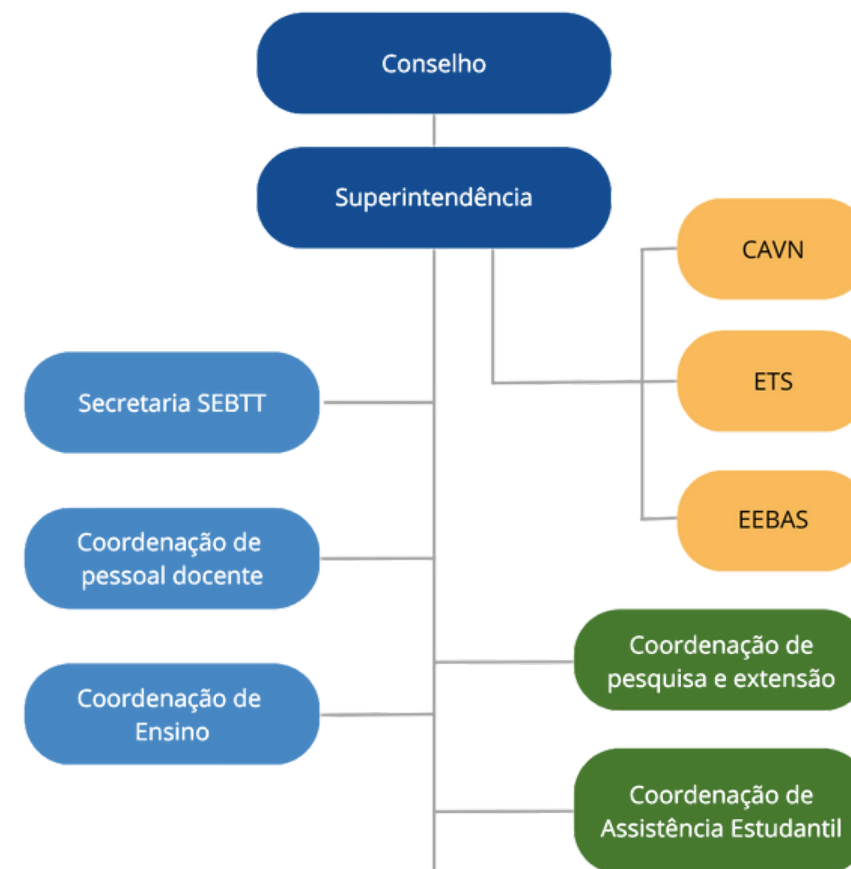 Conselho
Superintendência
CAVN
ETS
EEBAS
Secretaria SEBTT
Coordenação de
pessoal docente
Coordenação de
Ensino
Coordenação de
pesquisa e extensão
Coordenação de
Assistência Estudantil